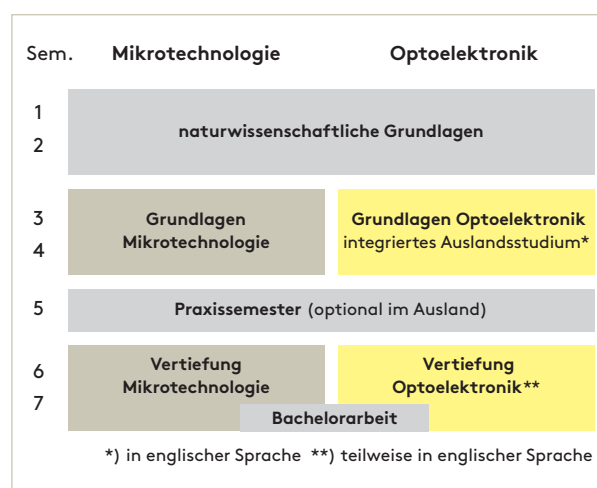 Sem. Mikrotechnologie Optoelektronik
1
2
naturwissenschaftliche Grundlagen
3
4
Grundlagen
Mikrotechnologie
Grundlagen Optoelektronik
integriertes Auslandsstudium*
5
Praxissemester (optional im Ausland)
6
7
Vertiefung
Mikrotechnologie
Vertiefung
Optoelektronik**
Bachelorarbeit
*) in englischer Sprache **) teilweise in englischer Sprache